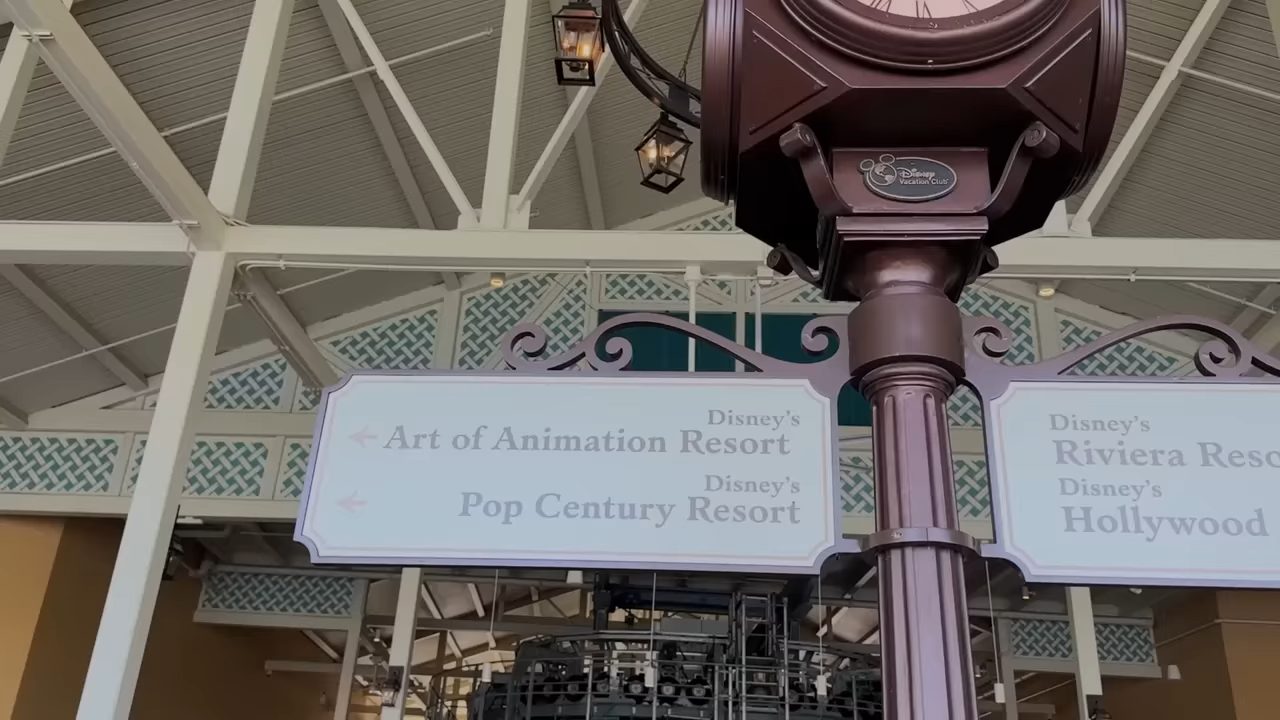 Disney
Vacation Club
Disney's
Art of Animation Resort
Disney's
Pop Century Resort
Disney's
Riviera
Disney's
Hollywood